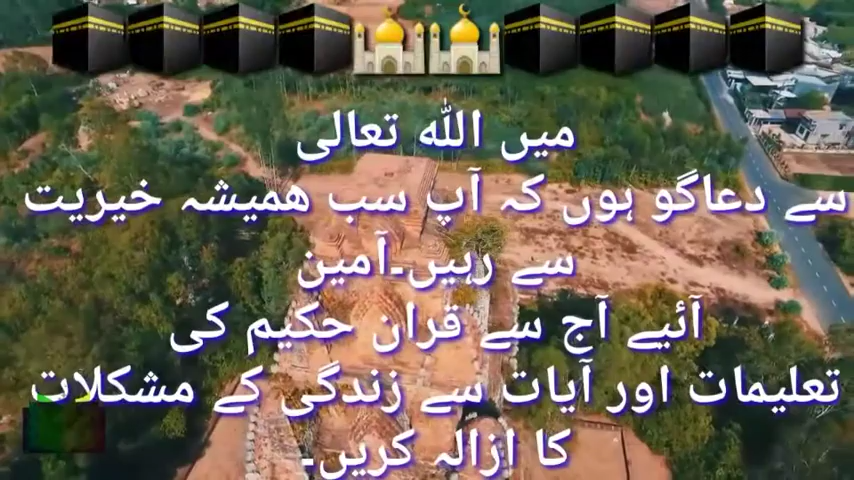 میں اللہ تعالی
سے دعاگو ہوں کہ آپ سب ہمیشہ خیریت
سے رہیں۔آمین
آئیے آج سے قران حکیم کی
تعلیمات اور آیات سے زندگی کے مشکلات
کا ازالہ کریں۔